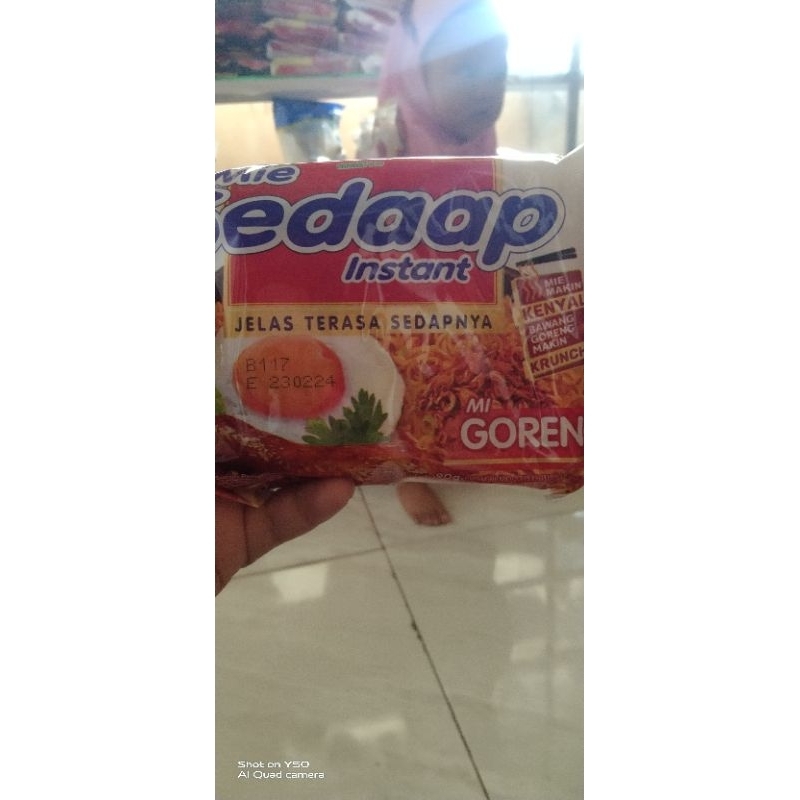 Mie
Sedaap
Instant
JELAS TERASA SEDAPNYA
MIE
MAKIN
KENYAL
BAWANG
GORENG
MAKIN
KRUNCH
B117
E 230224
MI
GOREN
Shot on Y50
AI Quad camera